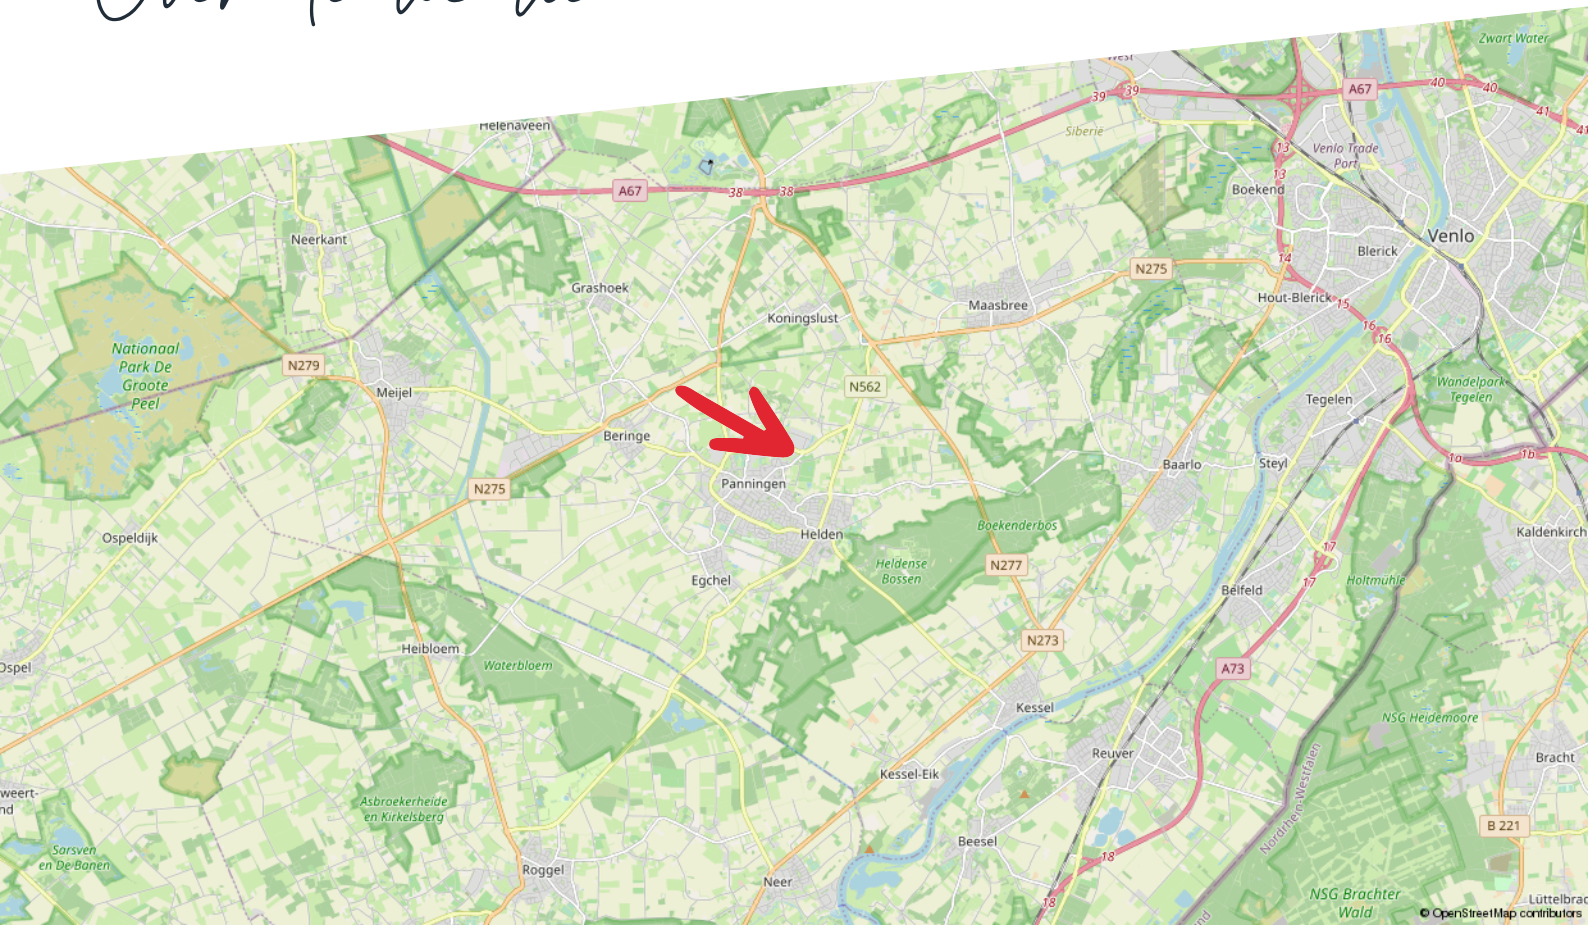 Helenaveen
West
Zwart Water
A67
40
40
41
41
39
39
Siberië
13
Venlo Trade
Port
13
Boekend
A67
38
38
Neerkant
Venlo
Blerick
14
N275
Grashoek
Hout-Blerick
15
Maasbree
Koningslust
16
16
Nationaal
Park De
Groote
Peel
N279
Meijel
N562
Wandelpark
Tegelen
Tegelen
Beringe
1a
1b
Baarlo
Steyl
Panningen
N275
Boekenderbos
Ospeldijk
Helden
Kaldenkirch
17
Heldense
Bossen
N277
Egchel
17
Holtmühle
Belfeld
N273
Heibloem
Waterbloem
Ospel
A73
Kessel
NSG Heidemoore
Reuver
Bracht
Kessel-Eik
weert-
nd
Nordrhein-Westfalen
Asbroekerheide
en Kirkelsberg
B 221
Sarsven
en De Banen
Beesel
18
Roggel
Neer
NSG Brachter
Wald
18
Lüttelbrac
nd
© OpenStreetMap contributors